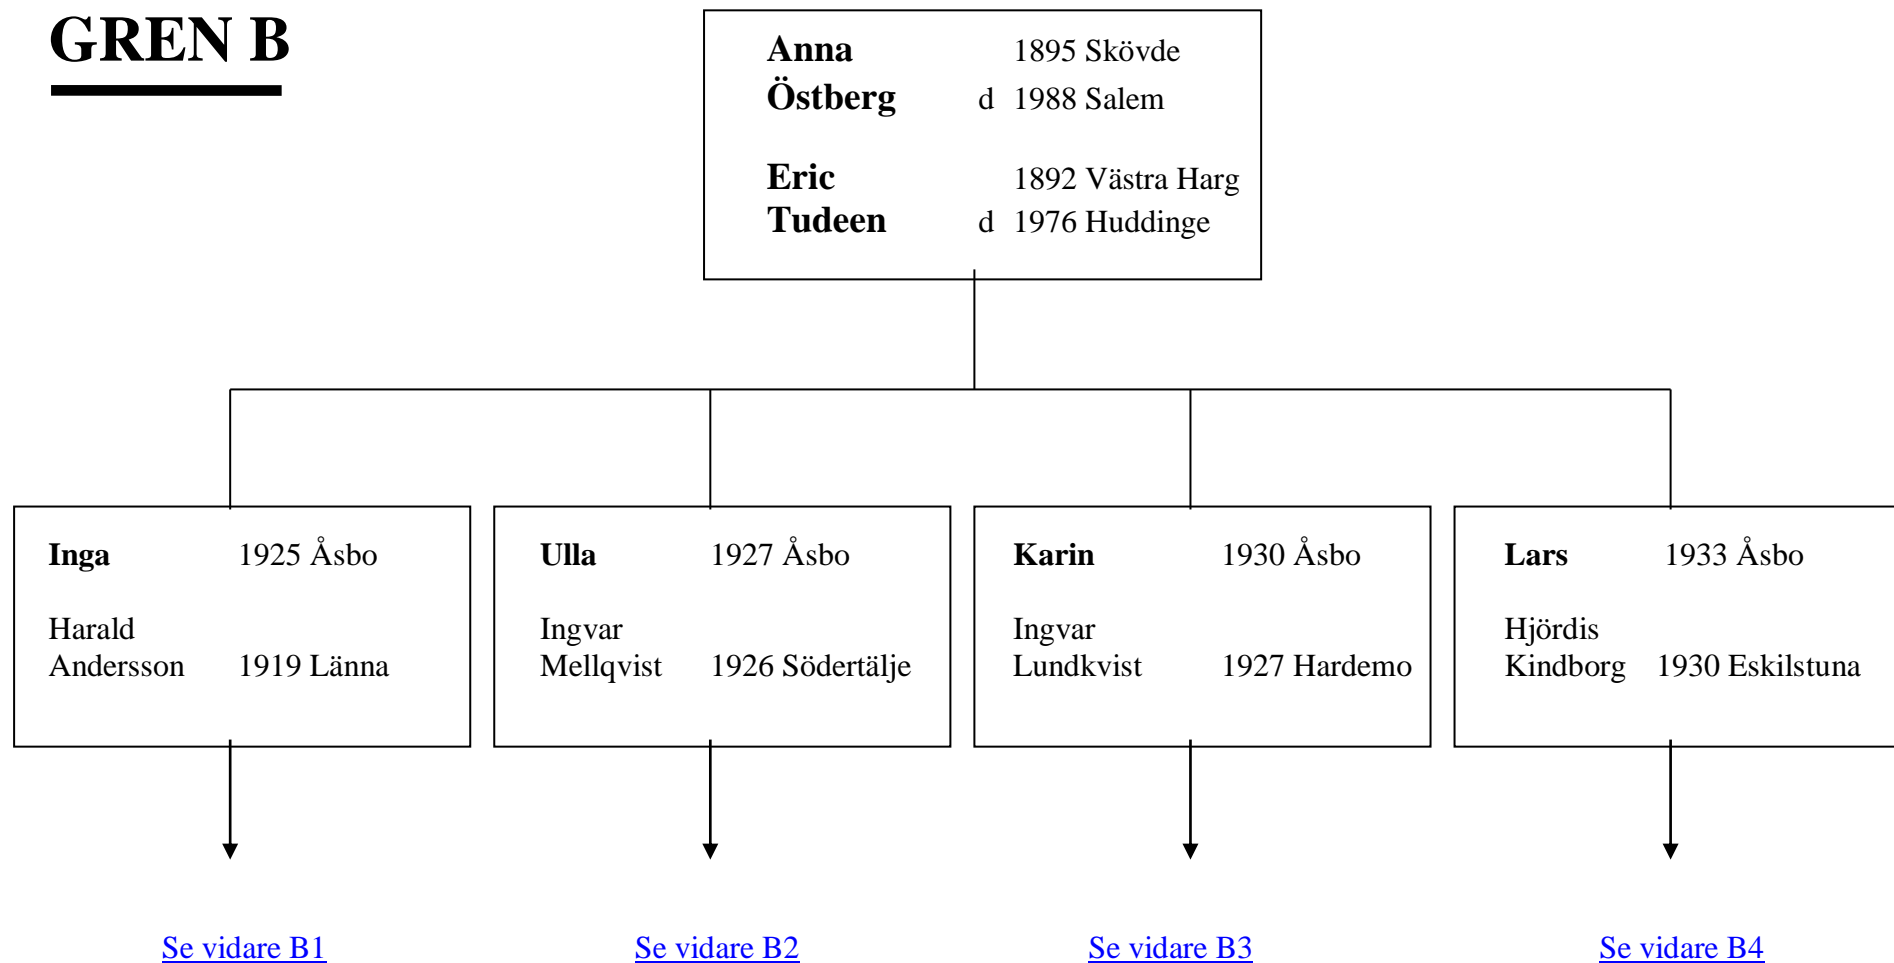 GREN B
Anna 1895 Skövde
Östberg d 1988 Salem
Eric 1892 Västra Harg
Tudeen d 1976 Huddinge
Inga 1925 Åsbo
Harald
Andersson 1919 Länna
Ulla 1927 Åsbo
Ingvar
Mellqvist 1926 Södertälje
Karin 1930 Åsbo
Ingvar
Lundkvist 1927 Hardemo
Lars 1933 Åsbo
Hjördis
Kindborg 1930 Eskilstuna
Se vidare B1
Se vidare B2
Se vidare B3
Se vidare B4